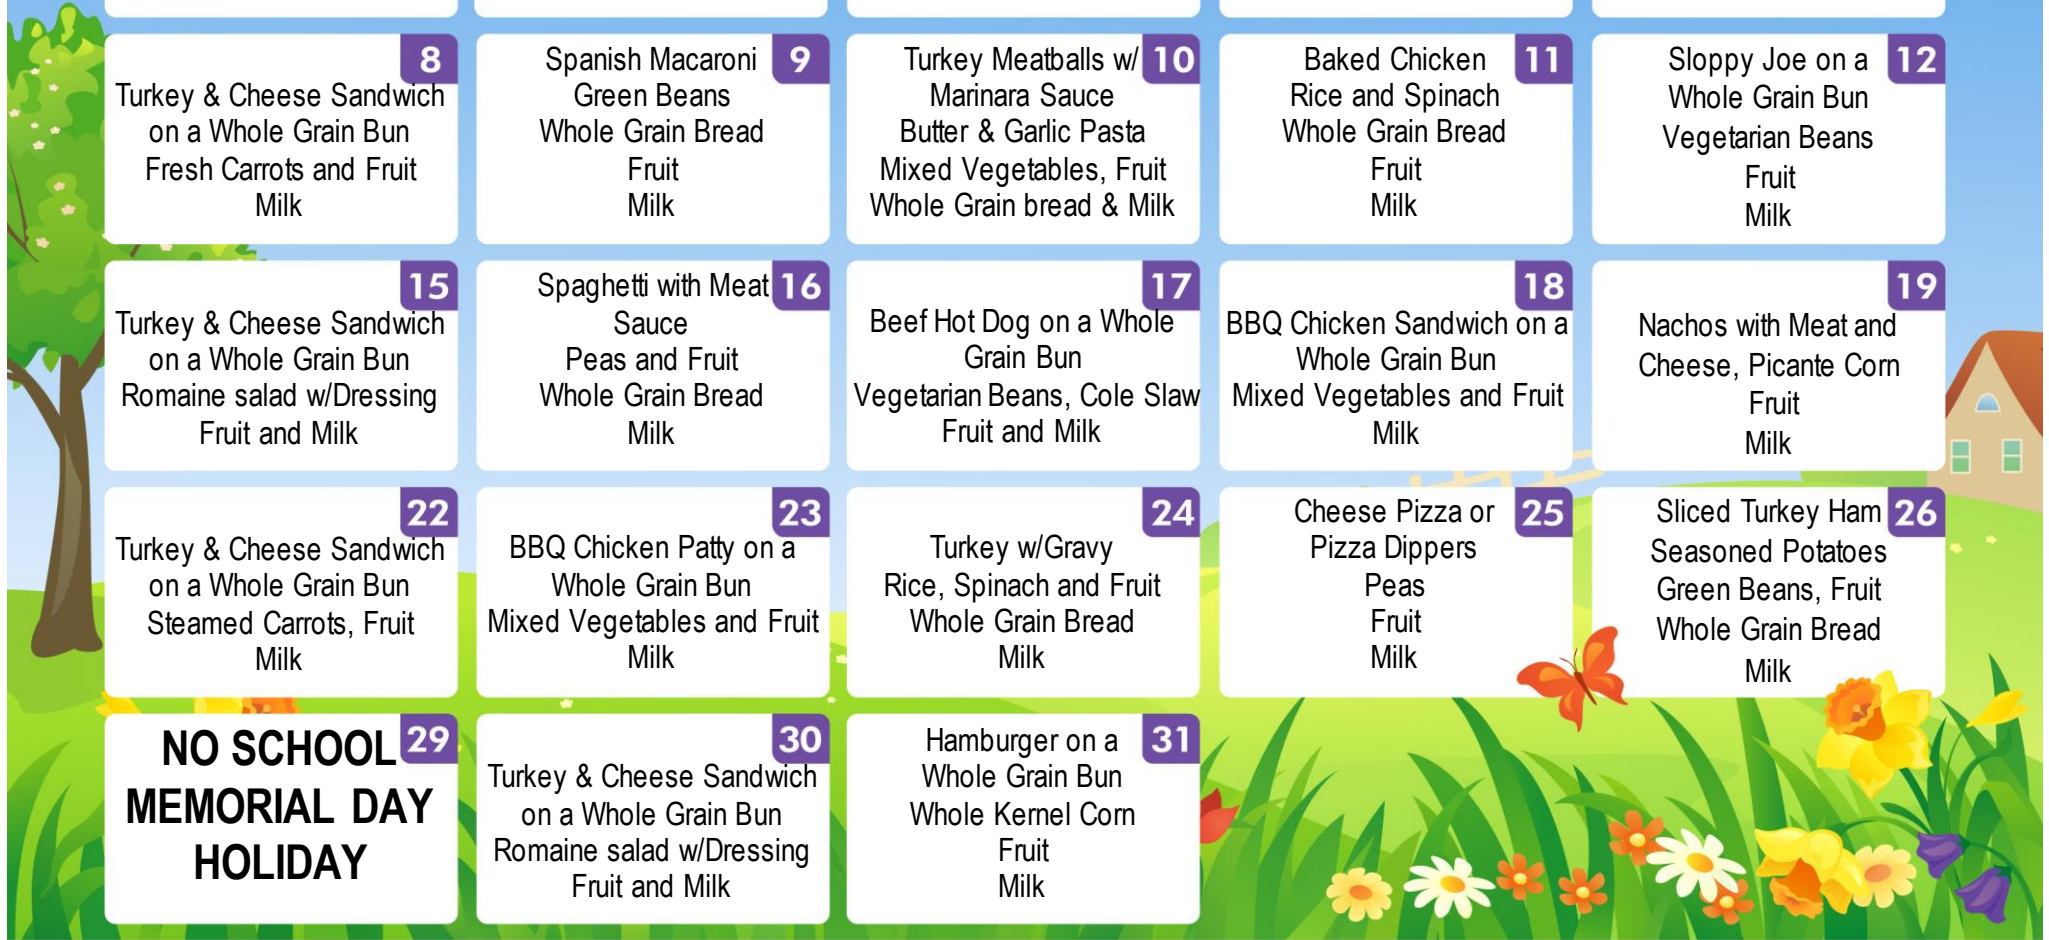 8
Turkey & Cheese Sandwich
on a Whole Grain Bun
Fresh Carrots and Fruit
Milk
9
Spanish Macaroni
Green Beans
Whole Grain Bread
Fruit
Milk
10
Turkey Meatballs w/
Marinara Sauce
Butter & Garlic Pasta
Mixed Vegetables, Fruit
Whole Grain bread & Milk
11
Baked Chicken
Rice and Spinach
Whole Grain Bread
Fruit
Milk
12
Sloppy Joe on a
Whole Grain Bun
Vegetarian Beans
Fruit
Milk
15
Turkey & Cheese Sandwich
on a Whole Grain Bun
Romaine salad w/Dressing
Fruit and Milk
16
Spaghetti with Meat
Sauce
Peas and Fruit
Whole Grain Bread
Milk
17
Beef Hot Dog on a Whole
Grain Bun
Vegetarian Beans, Cole Slaw
Fruit and Milk
18
BBQ Chicken Sandwich on a
Whole Grain Bun
Mixed Vegetables and Fruit
Milk
19
Nachos with Meat and
Cheese, Picante Corn
Fruit
Milk
22
Turkey & Cheese Sandwich
on a Whole Grain Bun
Steamed Carrots, Fruit
Milk
23
BBQ Chicken Patty on a
Whole Grain Bun
Mixed Vegetables and Fruit
Milk
24
Turkey w/Gravy
Rice, Spinach and Fruit
Whole Grain Bread
Milk
25
Cheese Pizza or
Pizza Dippers
Peas
Fruit
Milk
26
Sliced Turkey Ham
Seasoned Potatoes
Green Beans, Fruit
Whole Grain Bread
Milk
29
NO SCHOOL
MEMORIAL DAY
HOLIDAY
30
Turkey & Cheese Sandwich
on a Whole Grain Bun
Romaine salad w/Dressing
Fruit and Milk
31
Hamburger on a
Whole Grain Bun
Whole Kernel Corn
Fruit
Milk